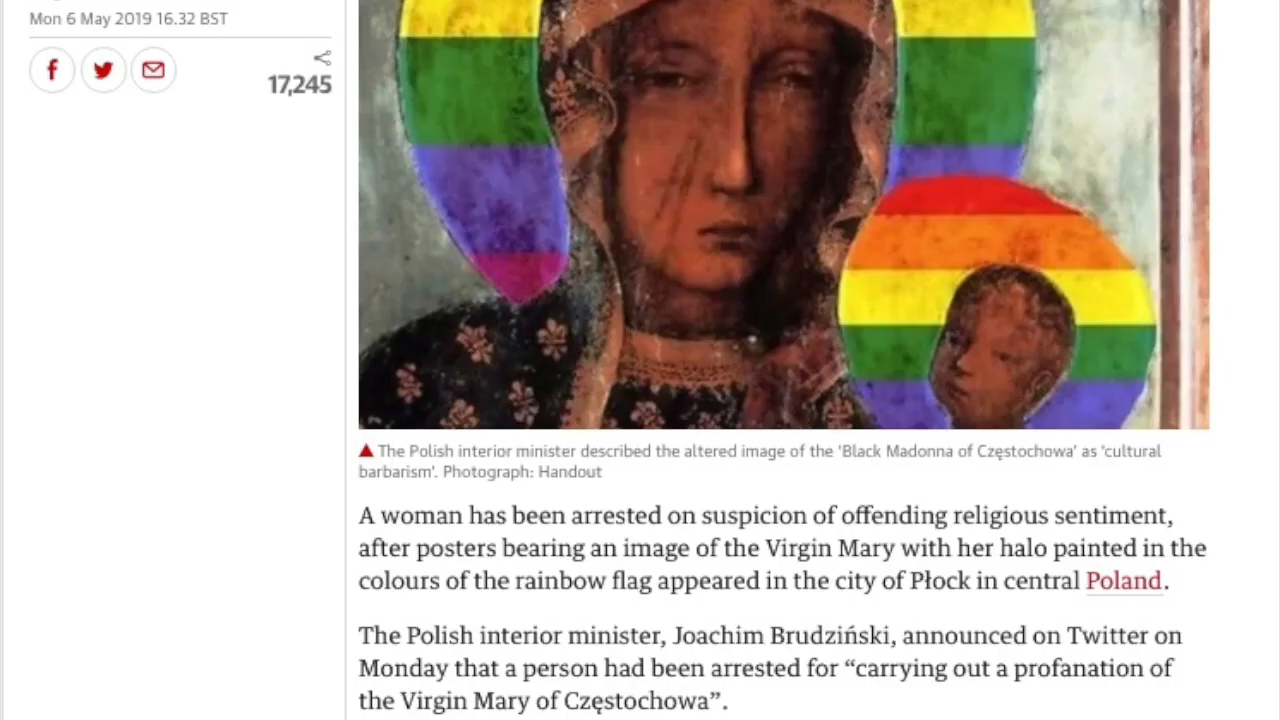 Mon 6 May 2019 16.32 BST
17,245
The Polish interior minister described the altered image of the 'Black Madonna of Częstochowa' as 'cultural
barbarism'. Photograph: Handout
A woman has been arrested on suspicion of offending religious sentiment,
after posters bearing an image of the Virgin Mary with her halo painted in the
colours of the rainbow flag appeared in the city of Płock in central Poland.
The Polish interior minister, Joachim Brudziński, announced on Twitter on
Monday that a person had been arrested for “carrying out a profanation of
the Virgin Mary of Częstochowa”.